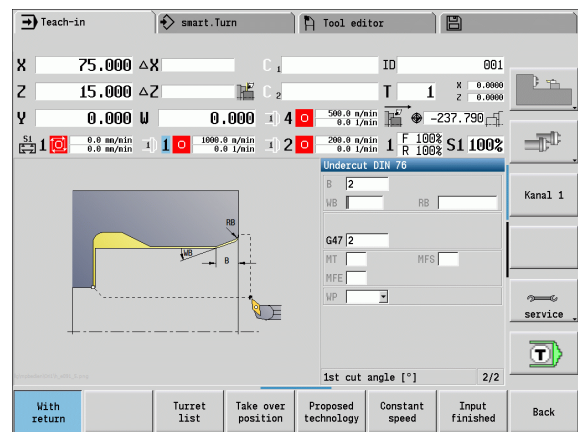 Teach-in
smart.Turn
Tool editor
X 75.000 △X C 1 ID 001
Z 15.000 △Z C 2 T 1 X 0.0000
Z 0.0000
Y 0.000 W 0.000 4 500.0 m/min
0.0 1/min -237.790
S1 1 0.0 mm/min
0.0 m/min 1 1000.0 m/min
0.0 1/min 2 200.0 m/min
0.0 1/min 1 F 100%
R 100% S1 100%
Undercut DIN 76
B 2
WB RB
G47 2
MT MFS
MFE
WP
1st cut angle [°] 2/2
RB
WB
B
Kanal 1
service
T
With
return
Turret
list
Take over
position
Proposed
technology
Constant
speed
Input
finished
Back